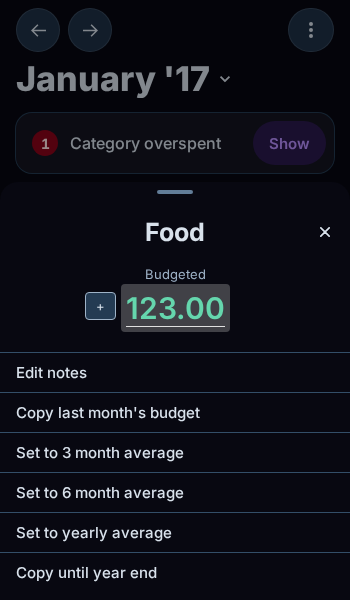 January '17
1 Category overspent Show
Food
Budgeted
+ 123.00
Edit notes
Copy last month's budget
Set to 3 month average
Set to 6 month average
Set to yearly average
Copy until year end